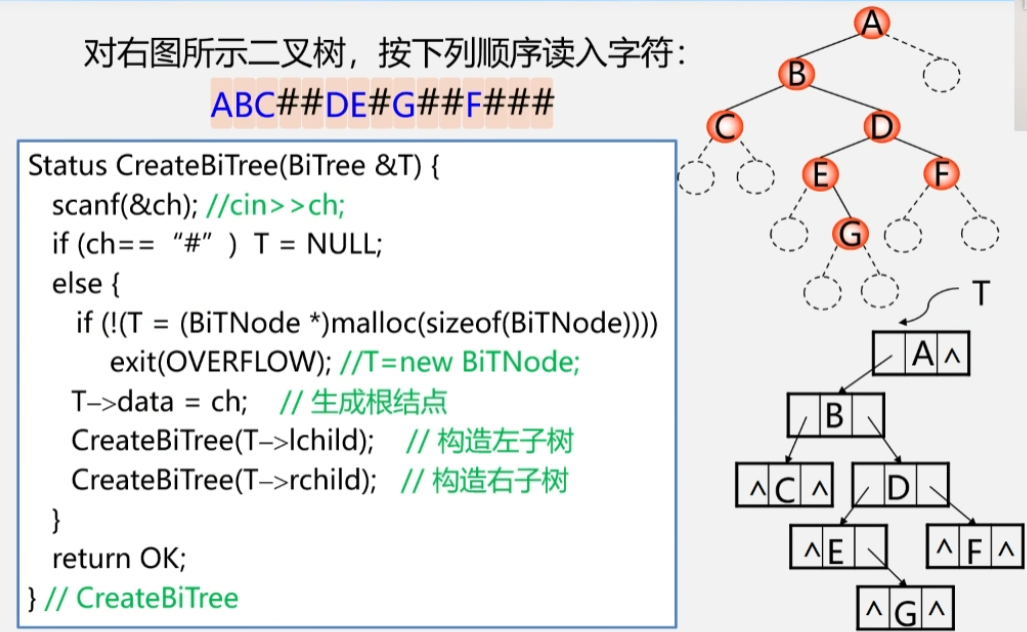 对右图所示二叉树，按下列顺序读入字符：
ABC##DE#G##F###
Status CreateBiTree(BiTree &T) {
scanf(&ch); //cin>>ch;
if (ch== “#” ) T = NULL;
else {
if (!(T = (BiTNode *)malloc(sizeof(BiTNode))))
exit(OVERFLOW); //T=new BiTNode;
T–>data = ch; // 生成根结点
CreateBiTree(T–>lchild); // 构造左子树
CreateBiTree(T–>rchild); // 构造右子树
}
return OK;
} // CreateBiTree
A
B
C D
E F
G
T
A ^
B
^ C ^ D
^ E ^ F ^
^ G ^